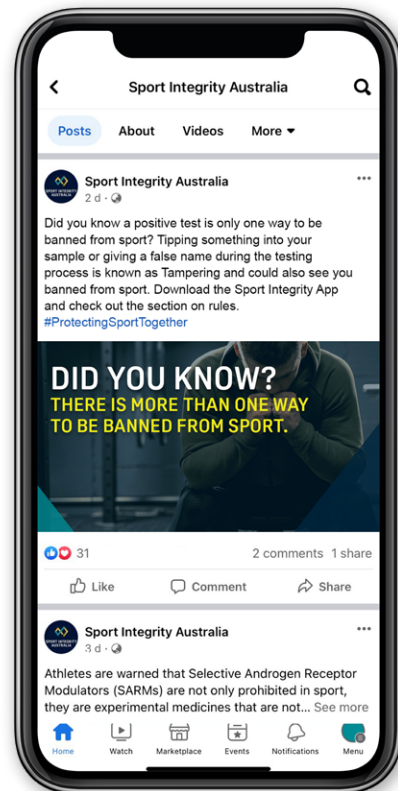 Sport Integrity Australia
Posts About Videos More
Sport Integrity Australia
2 d ·
Did you know a positive test is only one way to be
banned from sport? Tipping something into your
sample or giving a false name during the testing
process is known as Tampering and could also see you
banned from sport. Download the Sport Integrity App
and check out the section on rules.
#ProtectingSportTogether
DID YOU KNOW?
THERE IS MORE THAN ONE WAY
TO BE BANNED FROM SPORT.
31 2 comments 1 share
Like Comment Share
Sport Integrity Australia
3 d ·
Athletes are warned that Selective Androgen Receptor
Modulators (SARMs) are not only prohibited in sport,
they are experimental medicines that are not... See more
Home Watch Marketplace Events Notifications Menu